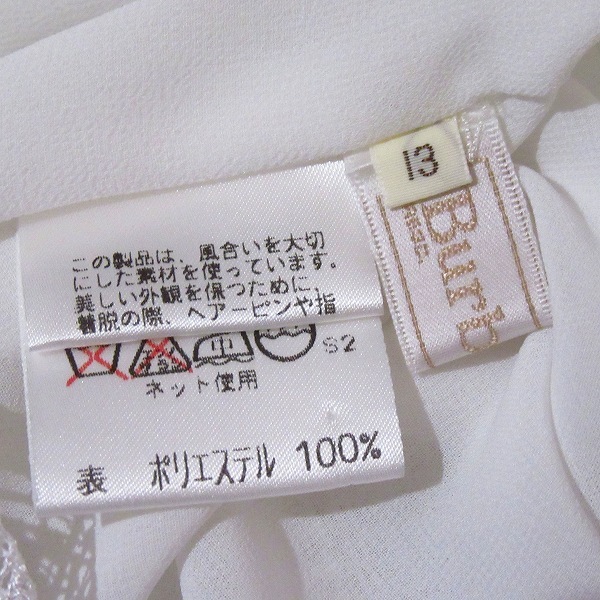 13
Burb
この製品は、風合いを大切
にした素材を使っています。
美しい外観を保つために、
着脱の際、ヘアーピンや指
中 S2
ネット使用
表 ポリエステル 100%